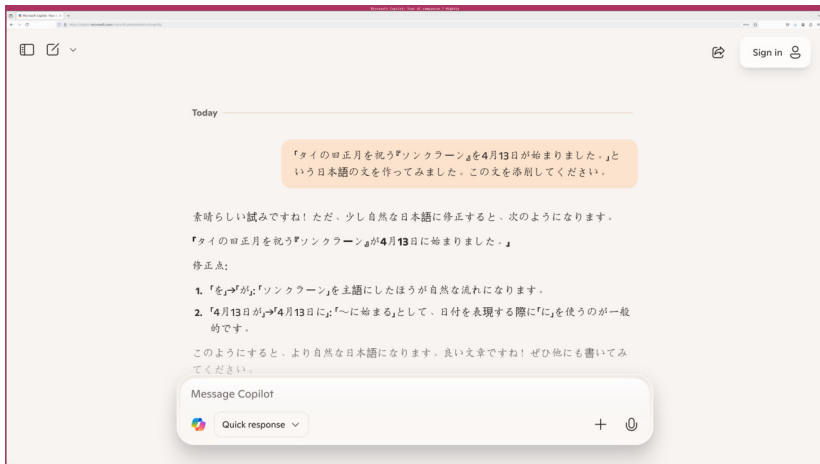 Microsoft Copilot: Your AI companion
Sign in
Today
「タイの旧正月を祝う『ソンクラーン』を4月13日が始まりました。」と
いう日本語の文を作ってみました。この文を添削してください。
素晴らしい試みですね! ただ、少し自然な日本語に修正すると、次のようになります。
『タイの旧正月を祝う『ソンクラーン』が4月13日に始まりました。』
修正点:
1. 「を」→「が」: 「ソンクラーン」を主語にしたほうが自然な流れになります。
2. 「4月13日が」→「4月13日に」: 「〜に始まる」として、日付を表現する際に「に」を使うのが一般
的です。
このようにすると、より自然な日本語になります。良い文章ですね! ぜひ他にも書いてみ
てください。
Message Copilot
Quick response